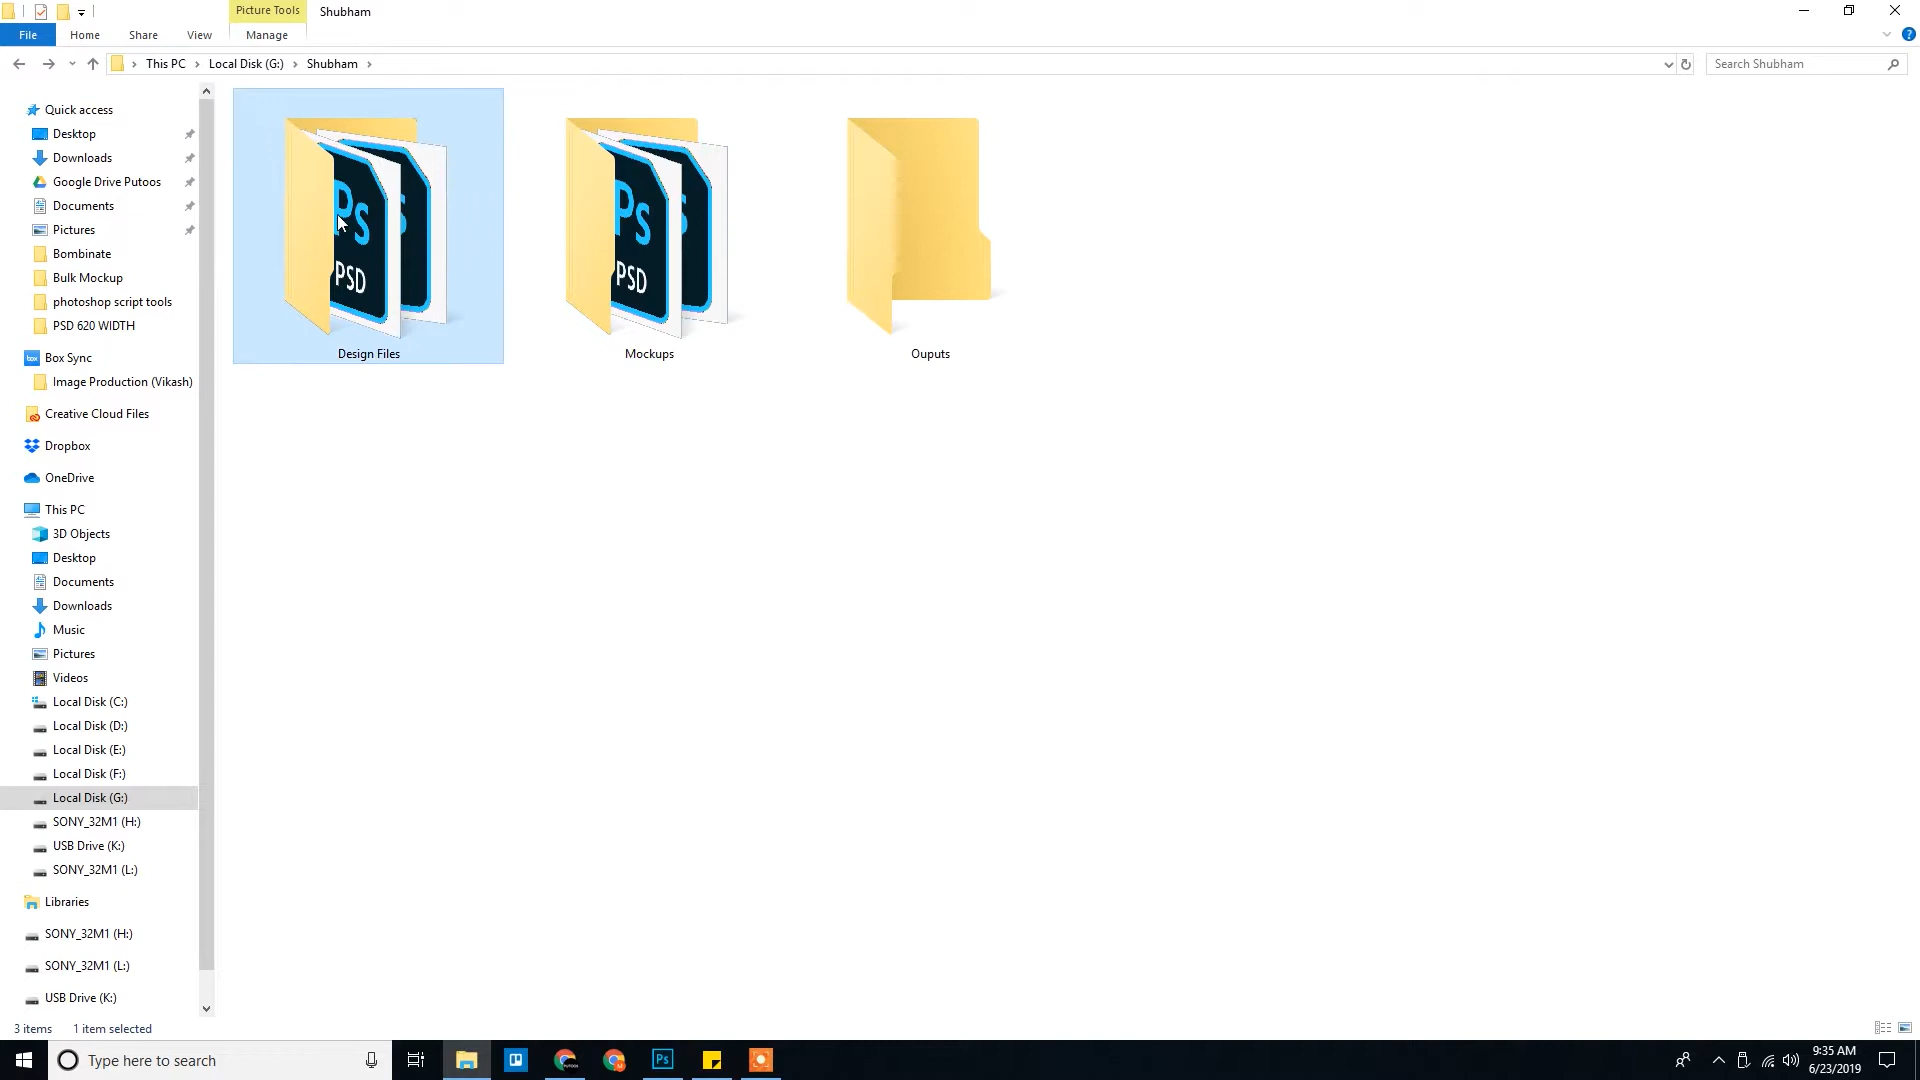 Picture Tools
Shubham
File
Home
Share
View
Manage
This PC
Local Disk (G:)
Shubham
Search Shubham
Quick access
Desktop
Downloads
Google Drive Putoos
Documents
Pictures
Bombinate
Bulk Mockup
photoshop script tools
PSD 620 WIDTH
Box Sync
Image Production (Vikash)
Creative Cloud Files
Dropbox
OneDrive
This PC
3D Objects
Desktop
Documents
Downloads
Music
Pictures
Videos
Local Disk (C:)
Local Disk (D:)
Local Disk (E:)
Local Disk (F:)
Local Disk (G:)
SONY_32M1 (H:)
USB Drive (K:)
SONY_32M1 (L:)
Libraries
SONY_32M1 (H:)
SONY_32M1 (L:)
USB Drive (K:)
Ps
PSD
Design Files
Ps
PSD
Mockups
Ouputs
3 items
1 item selected
Type here to search
Ps
9:35 AM
6/23/2019